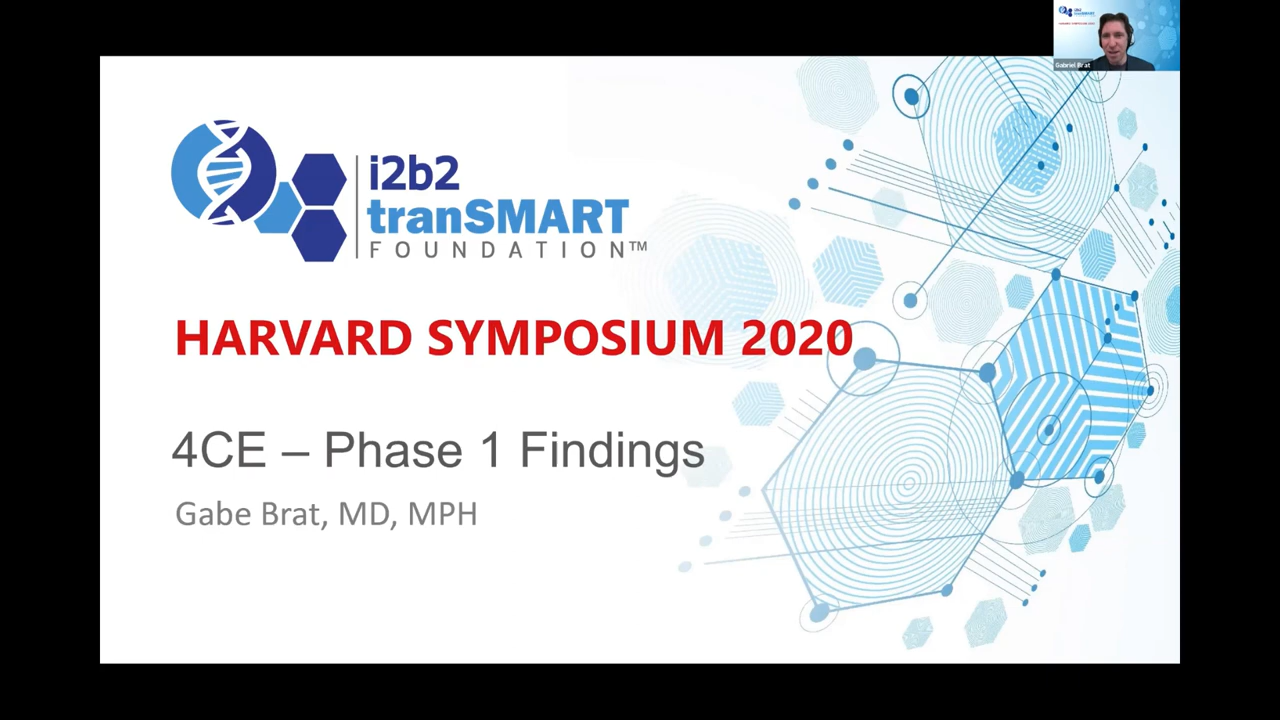 Gabriel Brat
i2b2
tranSMART
FOUNDATION™
HARVARD SYMPOSIUM 2020
4CE – Phase 1 Findings
Gabe Brat, MD, MPH